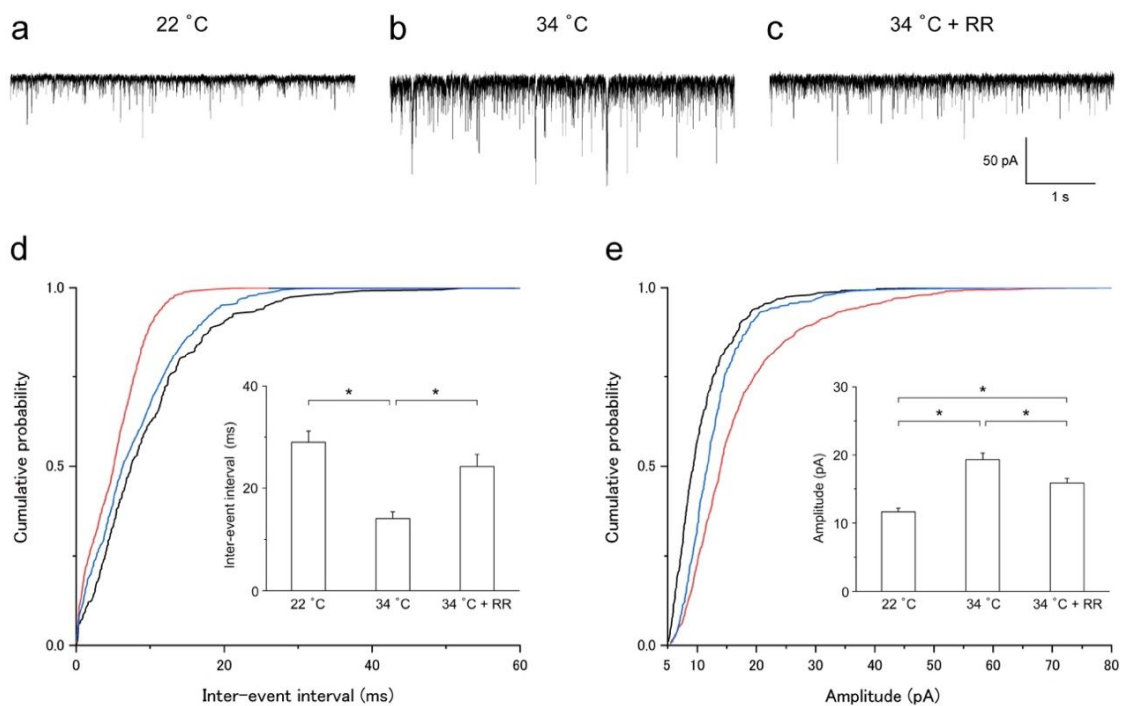 a
22 ˚C
b
34 ˚C
c
34 ˚C + RR
50 pA
1 s
d
1.0
0.5
0.0
Cumulative probability
0
20
40
60
Inter-event interval (ms)
40
20
0
Inter-event interval (ms)
* *
22 ˚C
34 ˚C
34 ˚C + RR
e
1.0
0.5
0.0
Cumulative probability
5
10
20
30
40
50
60
70
80
Amplitude (pA)
30
20
10
0
Amplitude (pA)
*
* *
22 ˚C
34 ˚C
34 ˚C + RR